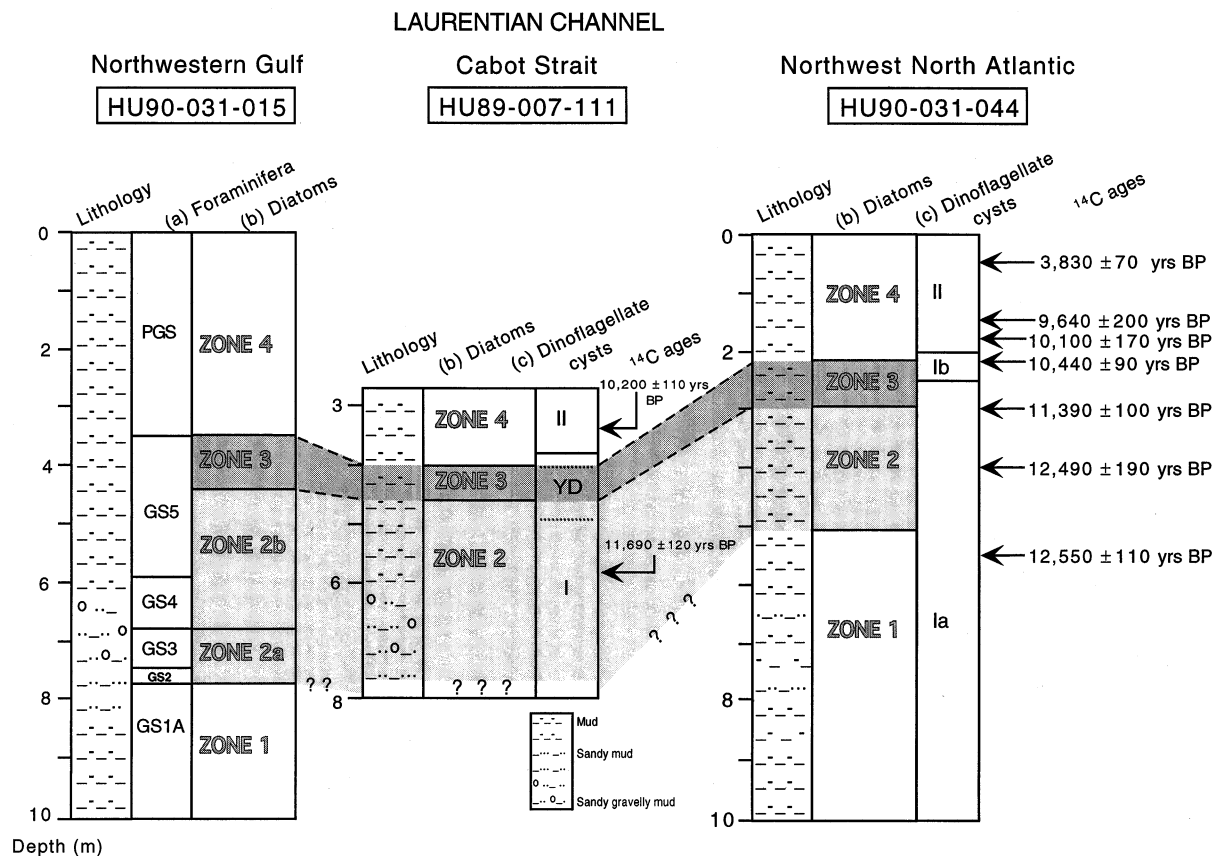 LAURENTIAN CHANNEL
Northwestern Gulf
HU90-031-015
Lithology
(a) Foraminifera
(b) Diatoms
0
2
4
6
8
10
Depth (m)
PGS
GS5
GS4
GS3
GS2
GS1A
ZONE 4
ZONE 3
ZONE 2b
ZONE 2a
ZONE 1
? ?
Cabot Strait
HU89-007-111
Lithology
(b) Diatoms
(c) Dinoflagellate
cysts
14C ages
3
6
8
ZONE 4
ZONE 3
ZONE 2
? ? ?
II
YD
I
10,200 ±110 yrs
BP
11,690 ±120 yrs BP
? ? ?
Mud
Sandy mud
Sandy gravelly mud
Northwest North Atlantic
HU90-031-044
Lithology
(b) Diatoms
(c) Dinoflagellate
cysts
14C ages
0
2
4
6
8
10
ZONE 4
ZONE 3
ZONE 2
ZONE 1
II
Ib
Ia
3,830 ±70 yrs BP
9,640 ±200 yrs BP
10,100 ±170 yrs BP
10,440 ±90 yrs BP
11,390 ±100 yrs BP
12,490 ±190 yrs BP
12,550 ±110 yrs BP